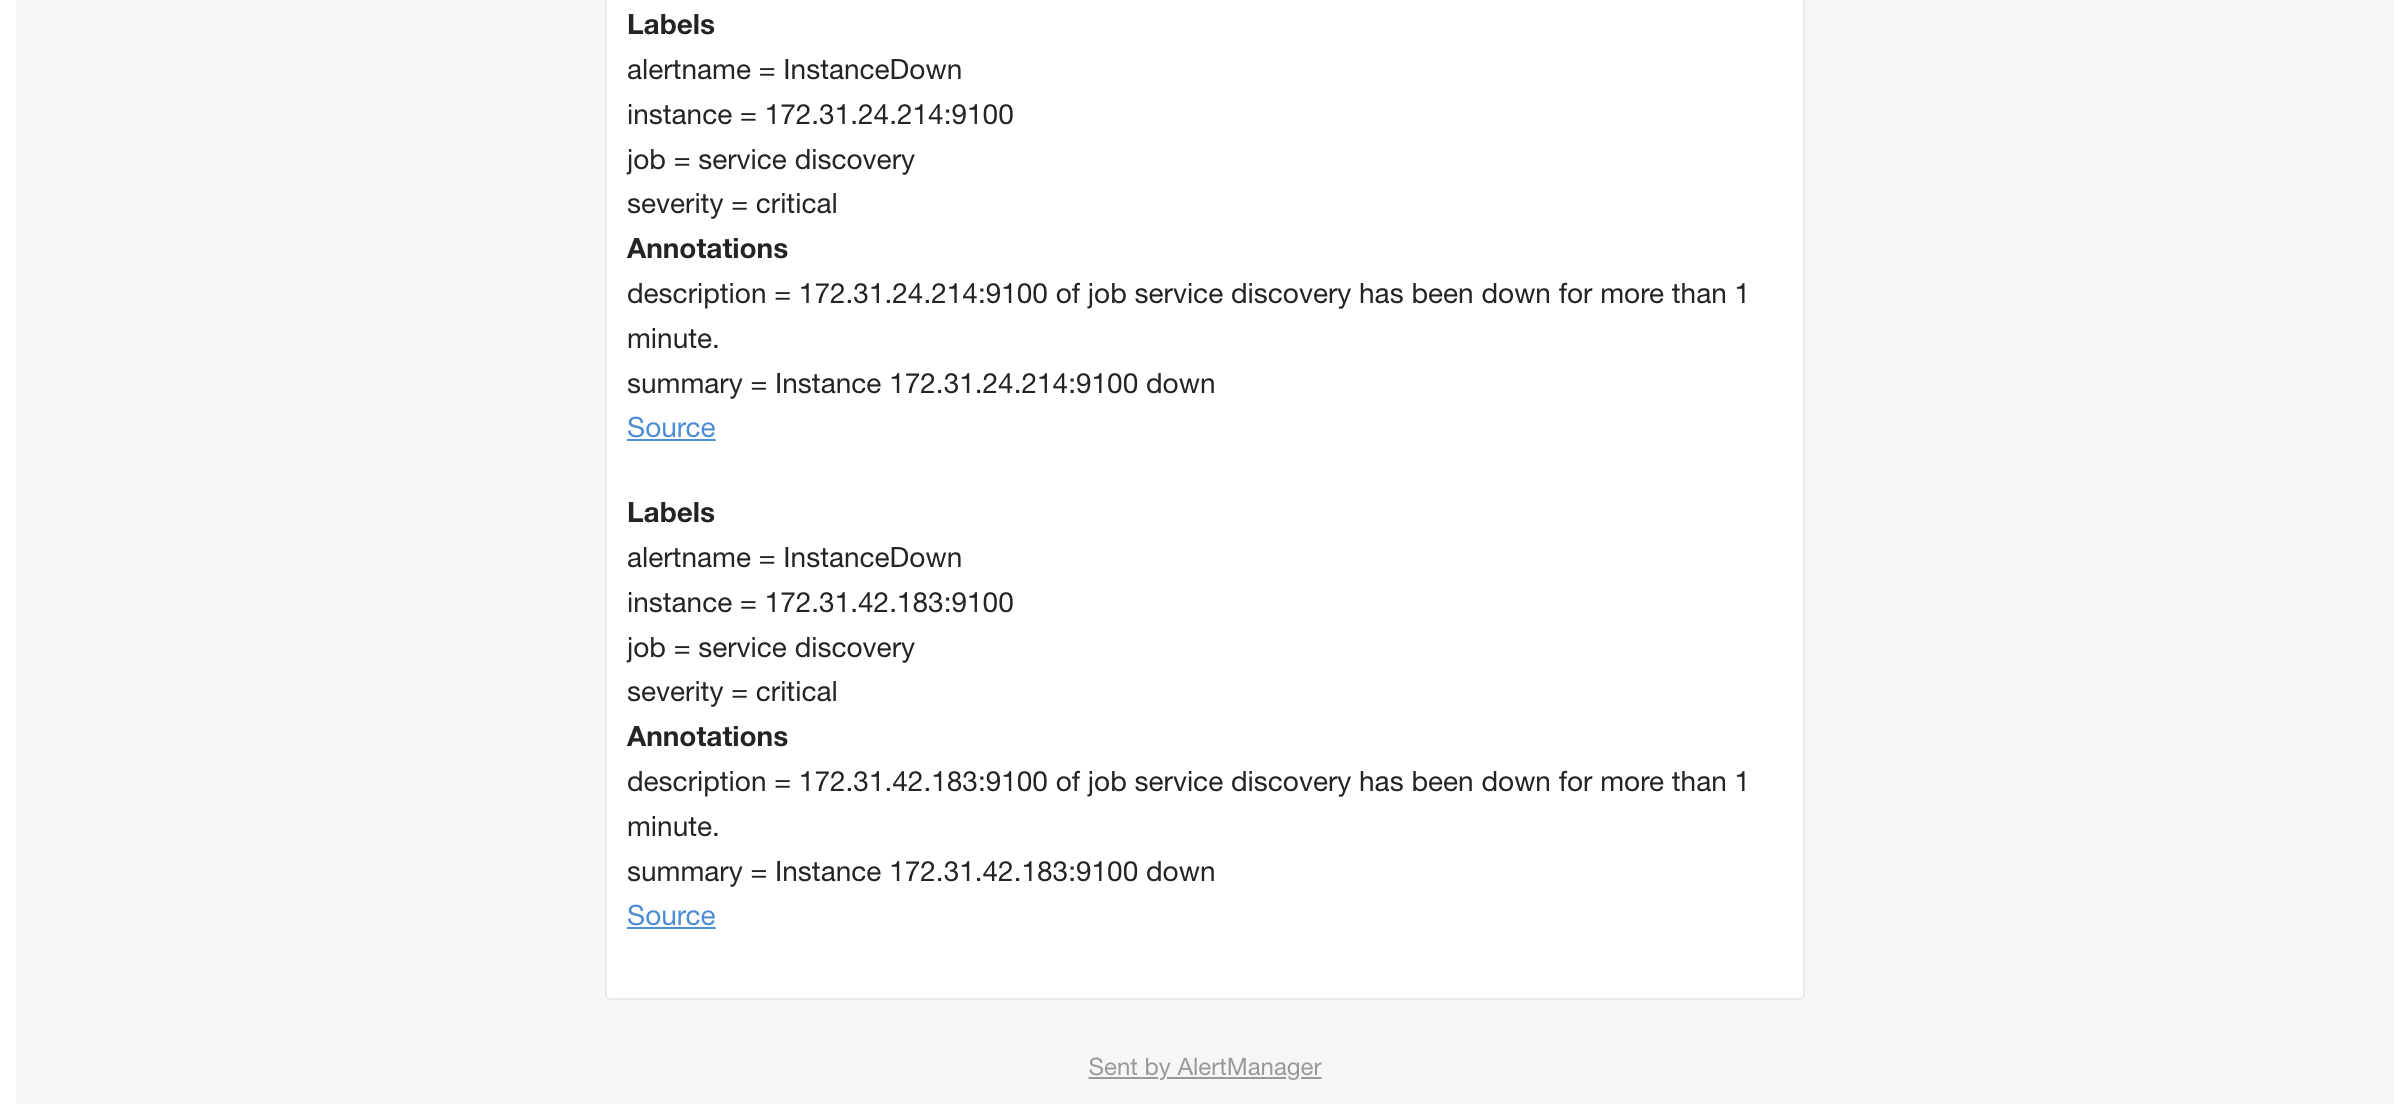 Labels
alertname = InstanceDown
instance = 172.31.24.214:9100
job = service discovery
severity = critical
Annotations
description = 172.31.24.214:9100 of job service discovery has been down for more than 1
minute.
summary = Instance 172.31.24.214:9100 down
Source
Labels
alertname = InstanceDown
instance = 172.31.42.183:9100
job = service discovery
severity = critical
Annotations
description = 172.31.42.183:9100 of job service discovery has been down for more than 1
minute.
summary = Instance 172.31.42.183:9100 down
Source
Sent by AlertManager